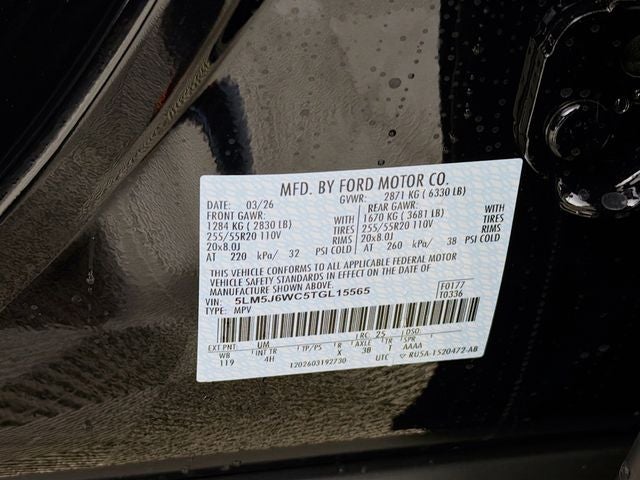 MFD. BY FORD MOTOR CO.
DATE: 03/26 GVWR: 2871 KG ( 6330 LB)
FRONT GAWR: REAR GAWR:
1284 KG ( 2830 LB) WITH 1670 KG ( 3681 LB) WITH
255/55R20 110V TIRES 255/55R20 110V TIRES
20x8.0J RIMS 20x8.0J RIMS
AT 220 kPa/ 32 PSI COLD AT 260 kPa/ 38 PSI COLD
THIS VEHICLE CONFORMS TO ALL APPLICABLE FEDERAL MOTOR
VEHICLE SAFETY STANDARDS IN EFFECT ON THE DATE OF
MANUFACTURE SHOWN ABOVE.
VIN: 5LM5J6WC5TGL15565 F0177
TYPE: MPV T0336
EXT PNT: UM RC: 25 DSO:
WB INT TR TP/PS R AXLE T SPR
119 4H X 3B T AAAA
1202603192730 UTC RU5A-1520472-AB